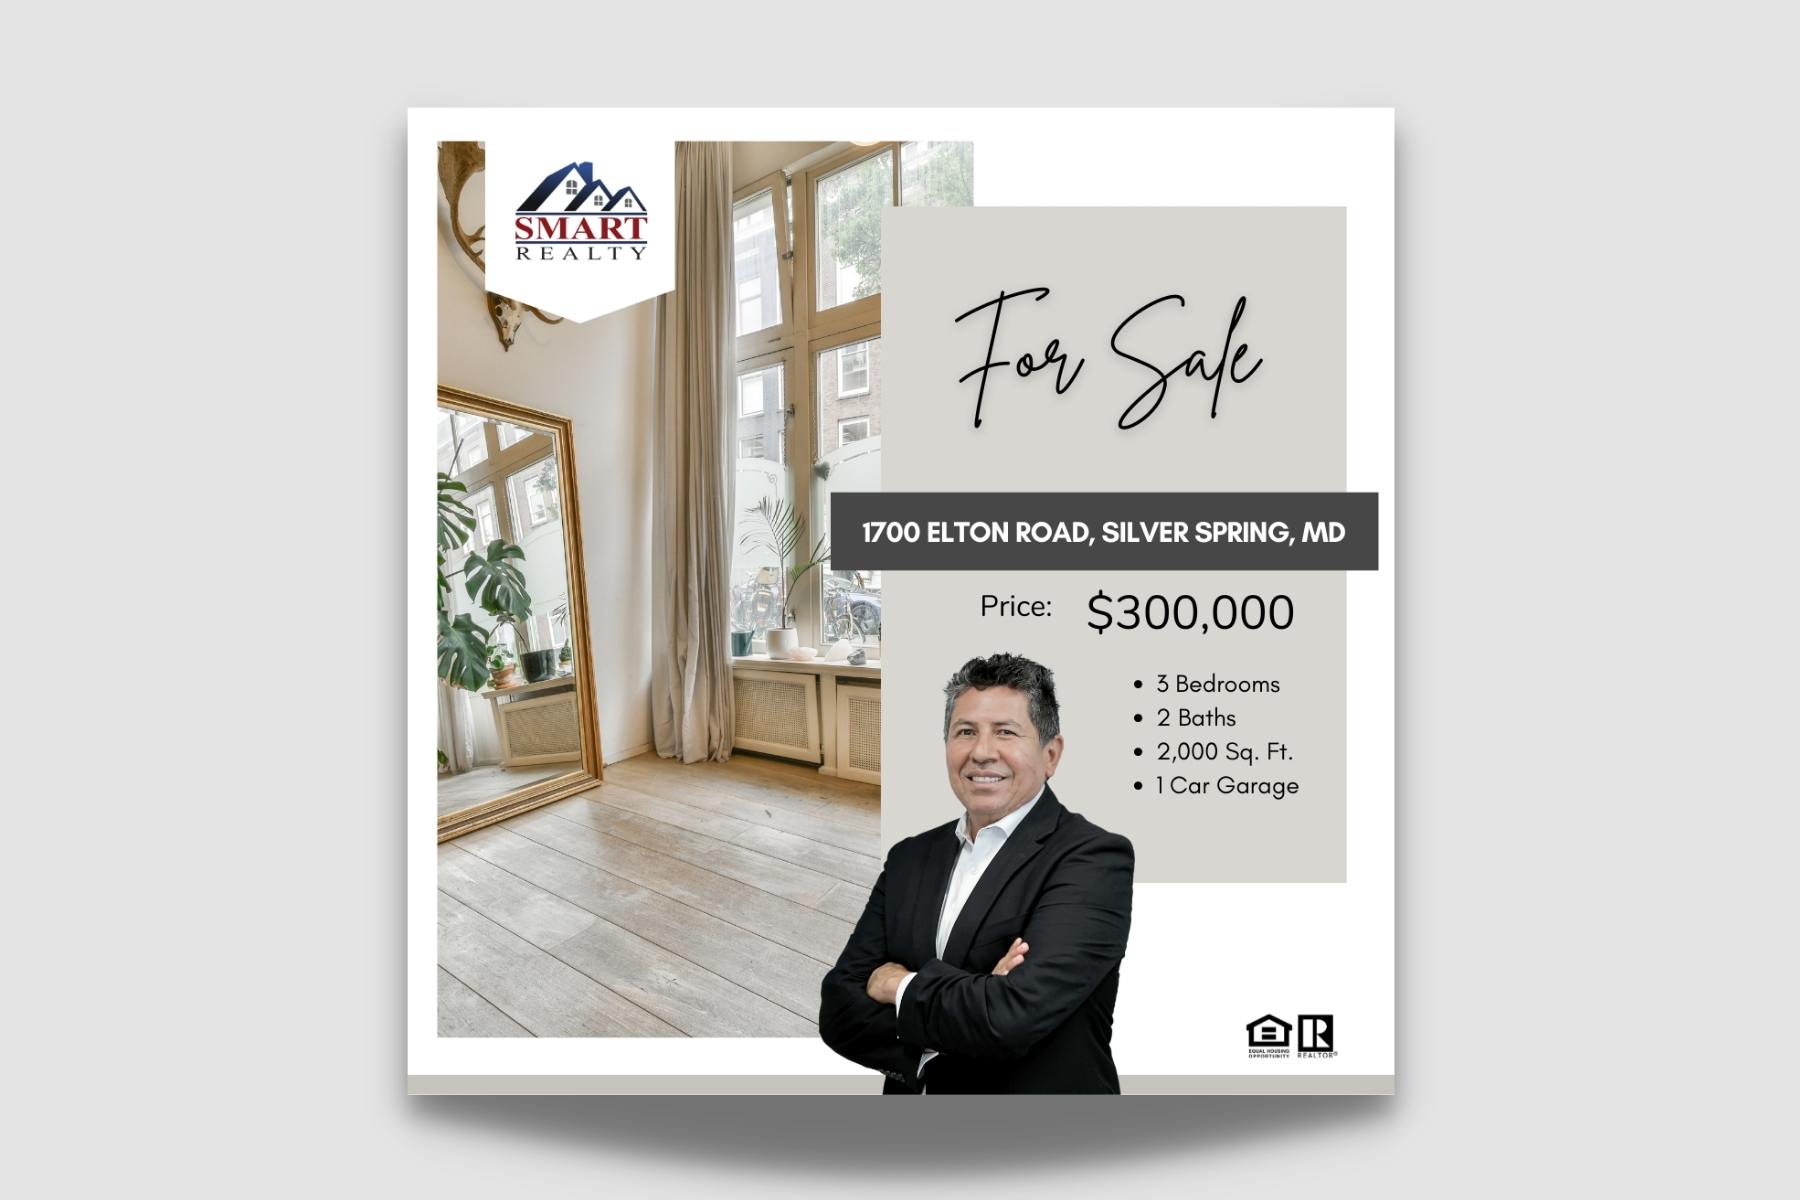 SMART
REALTY
For Sale
1700 ELTON ROAD, SILVER SPRING, MD
Price: $300,000
3 Bedrooms
2 Baths
2,000 Sq. Ft.
1 Car Garage
EQUAL HOUSING
OPPORTUNITY
REALTOR®